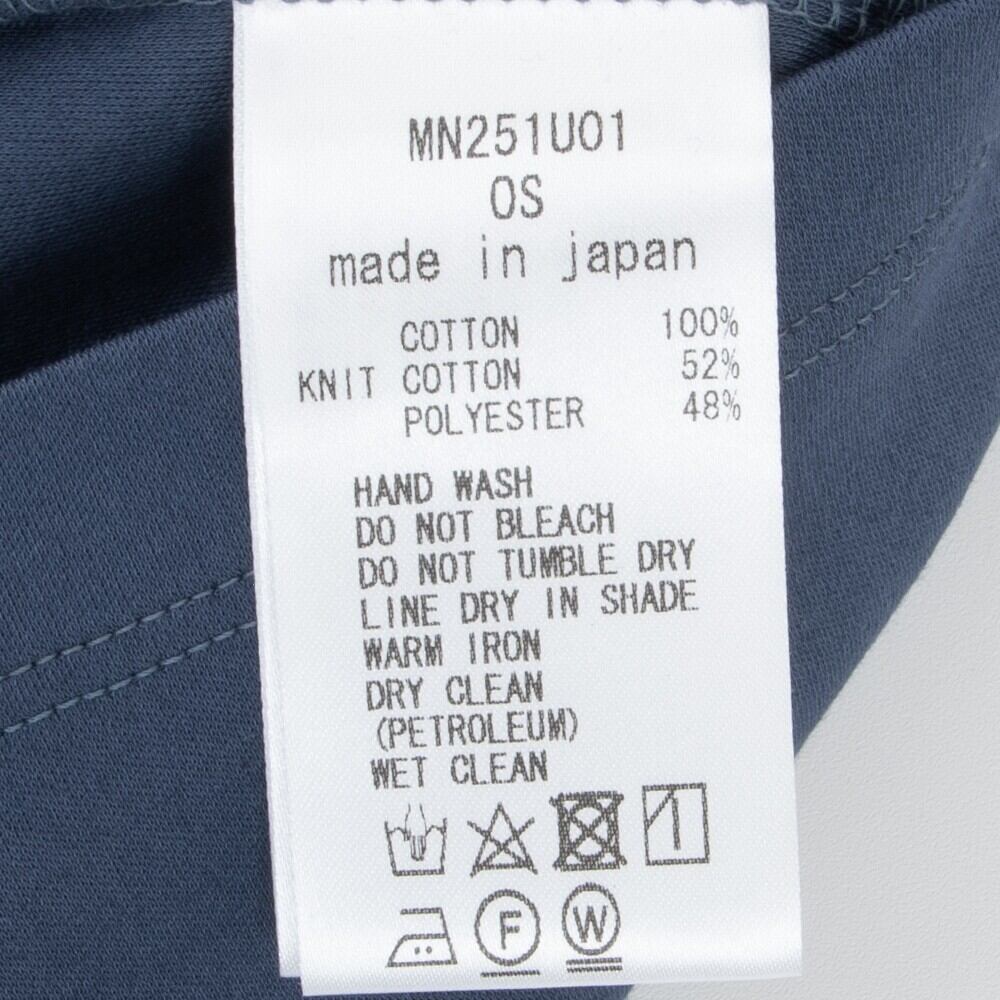 MN251U01
OS
made in japan
COTTON 100%
KNIT COTTON 52%
POLYESTER 48%
HAND WASH
DO NOT BLEACH
DO NOT TUMBLE DRY
LINE DRY IN SHADE
WARM IRON
DRY CLEAN
(PETROLEUM)
WET CLEAN
F W